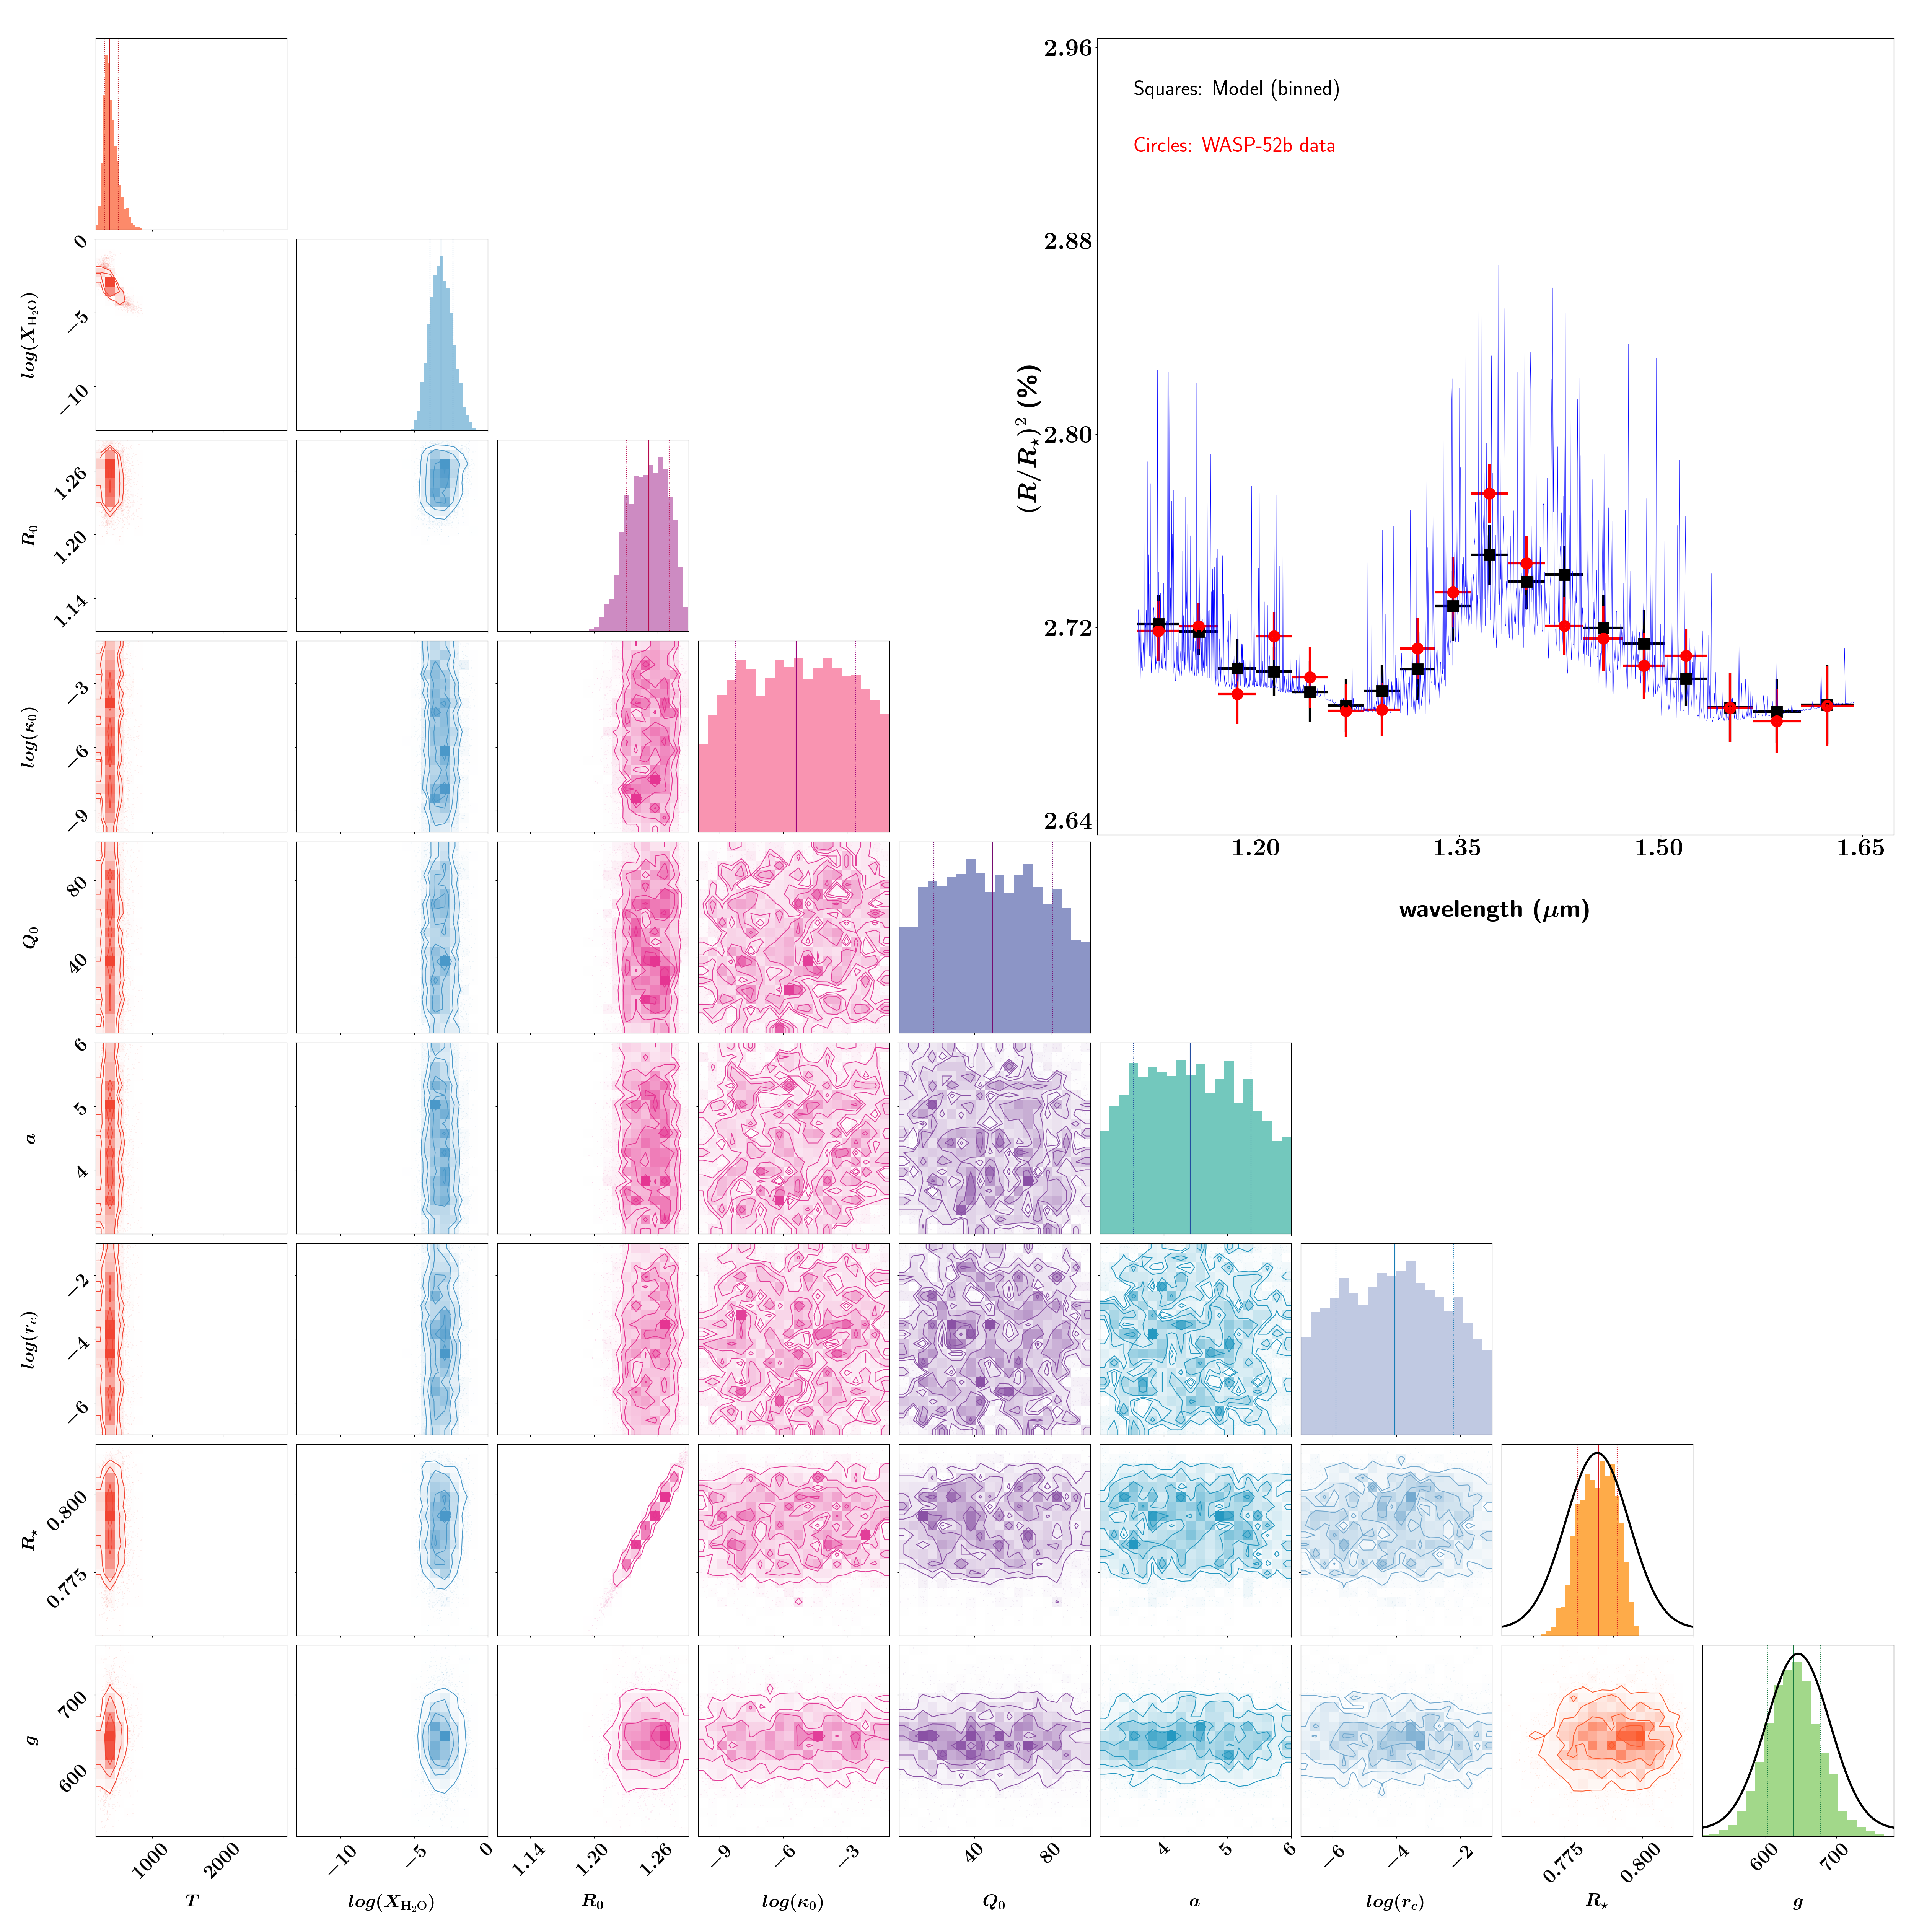 2.96
Squares: Model (binned)
Circles: WASP-52b data
2.88
2.80
2.72
2.64
(R/R⋆)² (%)
1.20 1.35 1.50 1.65
wavelength (μm)
0
−5
−10
log(X_H₂O)
1.26
1.20
1.14
R₀
−3
−6
−9
log(κ₀)
80
40
Q₀
6
5
4
a
−2
−4
−6
log(r_c)
0.800
0.775
R⋆
700
600
g
1000 2000 −10 −5 0 1.14 1.20 1.26 −9 −6 −3 40 80 4 5 6 −6 −4 −2 0.775 0.800 600 700
T log(X_H₂O) R₀ log(κ₀) Q₀ a log(r_c) R⋆ g